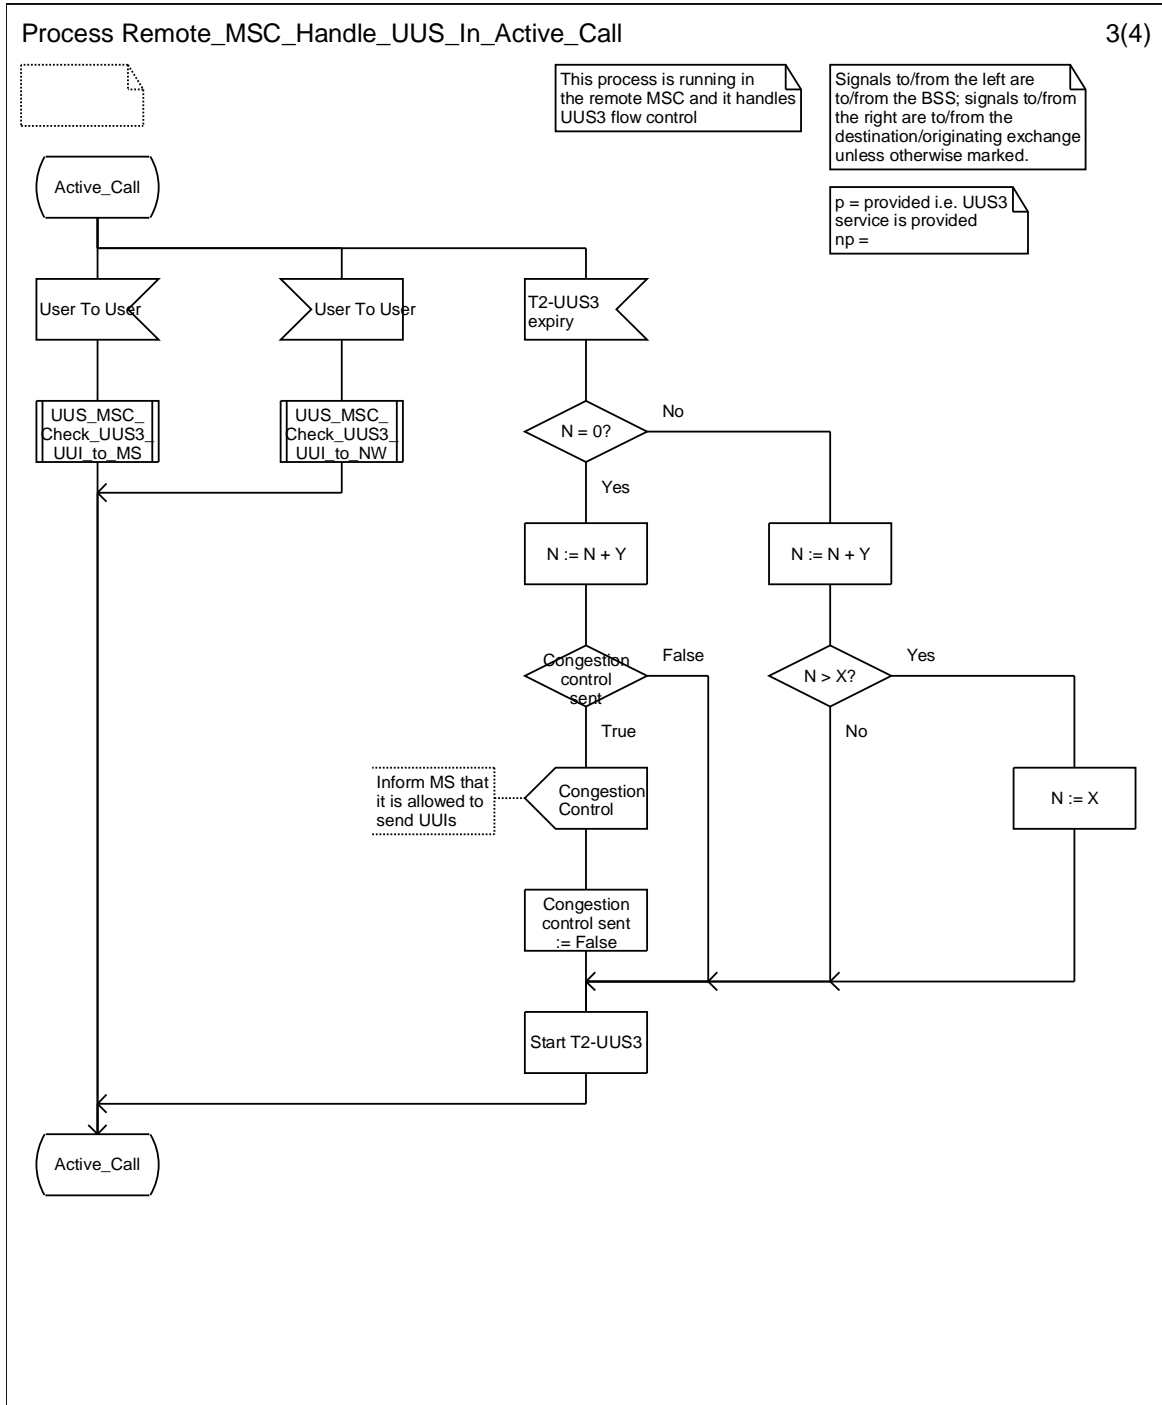 Process Remote_MSC_Handle_UUS_In_Active_Call
3(4)
This process is running in
the remote MSC and it handles
UUS3 flow control
Signals to/from the left are
to/from the BSS; signals to/from
the right are to/from the
destination/originating exchange
unless otherwise marked.
p = provided i.e. UUS3
service is provided
np =
Active_Call
User To User
User To User
T2-UUS3
expiry
UUS_MSC_
Check_UUS3_
UUI_to_MS
UUS_MSC_
Check_UUS3_
UUI_to_NW
N = 0?
No
Yes
N := N + Y
N := N + Y
Congestion
control
sent
False
N > X?
Yes
True
No
Inform MS that
it is allowed to
send UUIs
Congestion
Control
N := X
Congestion
control sent
:= False
Start T2-UUS3
Active_Call